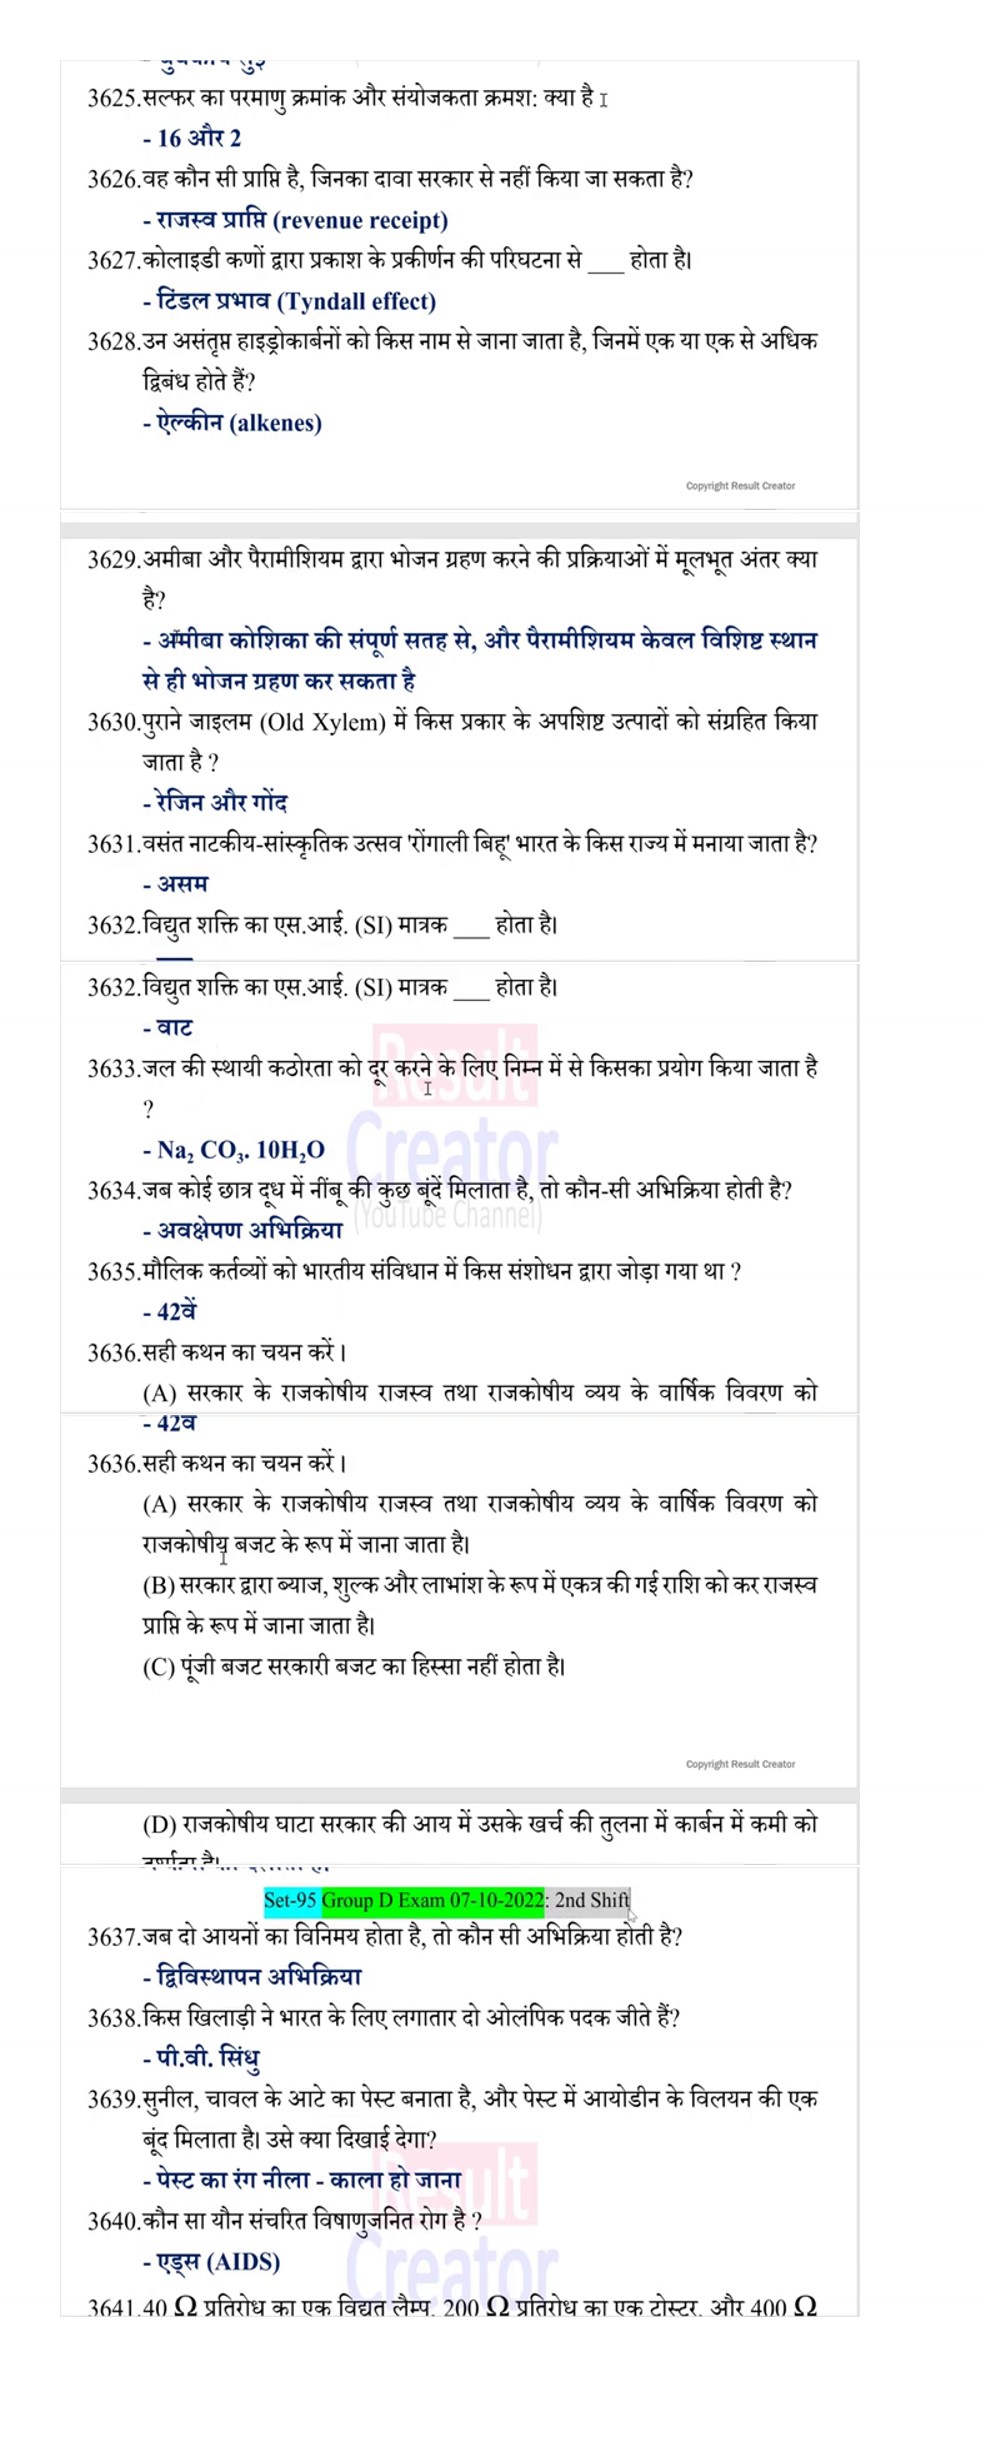 3625.सल्फर का परमाणु क्रमांक और संयोजकता क्रमश: क्या है
- 16 और 2
3626.वह कौन सी प्राप्ति है, जिनका दावा सरकार से नहीं किया जा सकता है?
- राजस्व प्राप्ति (revenue receipt)
3627.कोलाइडी कणों द्वारा प्रकाश के प्रकीर्णन की परिघटना से ___ होता है।
- टिंडल प्रभाव (Tyndall effect)
3628.उन असंतृप्त हाइड्रोकार्बनों को किस नाम से जाना जाता है, जिनमें एक या एक से अधिक
द्विबंध होते हैं?
- ऐल्कीन (alkenes)
Copyright Result Creator
3629.अमीबा और पैरामीशियम द्वारा भोजन ग्रहण करने की प्रक्रियाओं में मूलभूत अंतर क्या
है?
- अमीबा कोशिका की संपूर्ण सतह से, और पैरामीशियम केवल विशिष्ट स्थान
से ही भोजन ग्रहण कर सकता है
3630.पुराने जाइलम (Old Xylem) में किस प्रकार के अपशिष्ट उत्पादों को संग्रहित किया
जाता है ?
- रेजिन और गोंद
3631.वसंत नाटकीय-सांस्कृतिक उत्सव 'रोंगाली बिहू' भारत के किस राज्य में मनाया जाता है?
- असम
3632.विद्युत शक्ति का एस.आई. (SI) मात्रक ___ होता है।
3632.विद्युत शक्ति का एस.आई. (SI) मात्रक ___ होता है।
- वाट
3633.जल की स्थायी कठोरता को दूर करने के लिए निम्न में से किसका प्रयोग किया जाता है
?
- Na₂ CO₃. 10H₂O
3634.जब कोई छात्र दूध में नींबू की कुछ बूंदें मिलाता है, तो कौन-सी अभिक्रिया होती है?
- अवक्षेपण अभिक्रिया
Result
Creator
(YouTube Channel)
3635.मौलिक कर्तव्यों को भारतीय संविधान में किस संशोधन द्वारा जोड़ा गया था ?
- 42वें
3636.सही कथन का चयन करें।
(A) सरकार के राजकोषीय राजस्व तथा राजकोषीय व्यय के वार्षिक विवरण को
- 42वें
3636.सही कथन का चयन करें।
(A) सरकार के राजकोषीय राजस्व तथा राजकोषीय व्यय के वार्षिक विवरण को
राजकोषीय बजट के रूप में जाना जाता है।
(B) सरकार द्वारा ब्याज, शुल्क और लाभांश के रूप में एकत्र की गई राशि को कर राजस्व
प्राप्ति के रूप में जाना जाता है।
(C) पूंजी बजट सरकारी बजट का हिस्सा नहीं होता है।
Copyright Result Creator
(D) राजकोषीय घाटा सरकार की आय में उसके खर्च की तुलना में कार्बन में कमी को
Set-95 Group D Exam 07-10-2022: 2nd Shift
3637.जब दो आयनों का विनिमय होता है, तो कौन सी अभिक्रिया होती है?
- द्विविस्थापन अभिक्रिया
3638.किस खिलाड़ी ने भारत के लिए लगातार दो ओलंपिक पदक जीते हैं?
- पी.वी. सिंधु
3639.सुनील, चावल के आटे का पेस्ट बनाता है, और पेस्ट में आयोडीन के विलयन की एक
बूंद मिलाता है। उसे क्या दिखाई देगा?
- पेस्ट का रंग नीला - काला हो जाना
3640.कौन सा यौन संचरित विषाणुजनित रोग है ?
- एड्स (AIDS)
Result
Creator
3641.40 Ω प्रतिरोध का एक विद्युत लैम्प, 200 Ω प्रतिरोध का एक टोस्टर, और 400 Ω